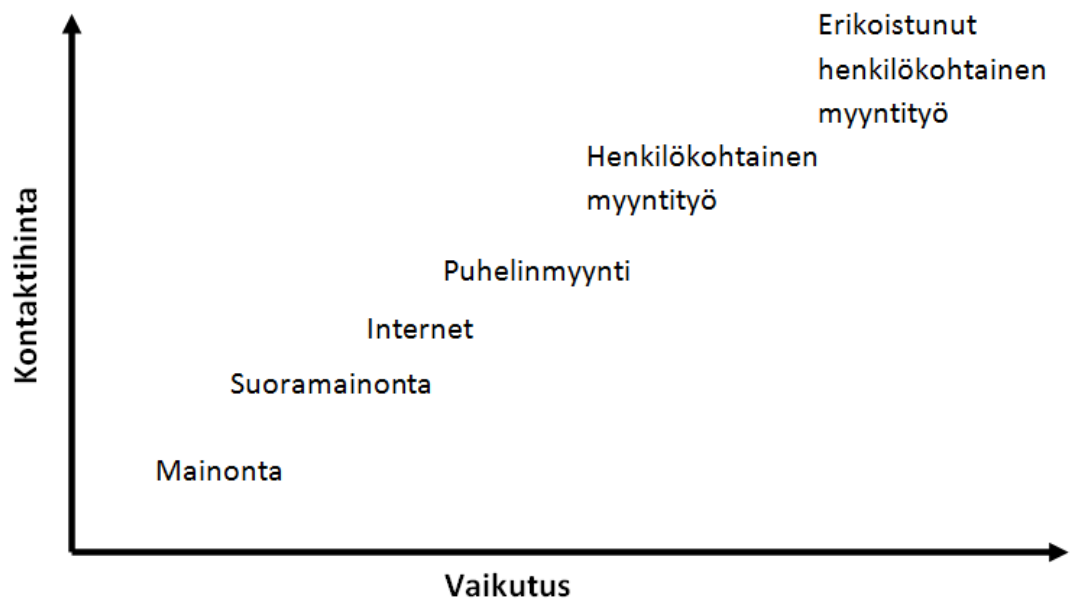 Erikoistunut
henkilökohtainen
myyntityö
Henkilökohtainen
myyntityö
Puhelinmyynti
Internet
Suoramainonta
Mainonta
Kontaktihinta
Vaikutus